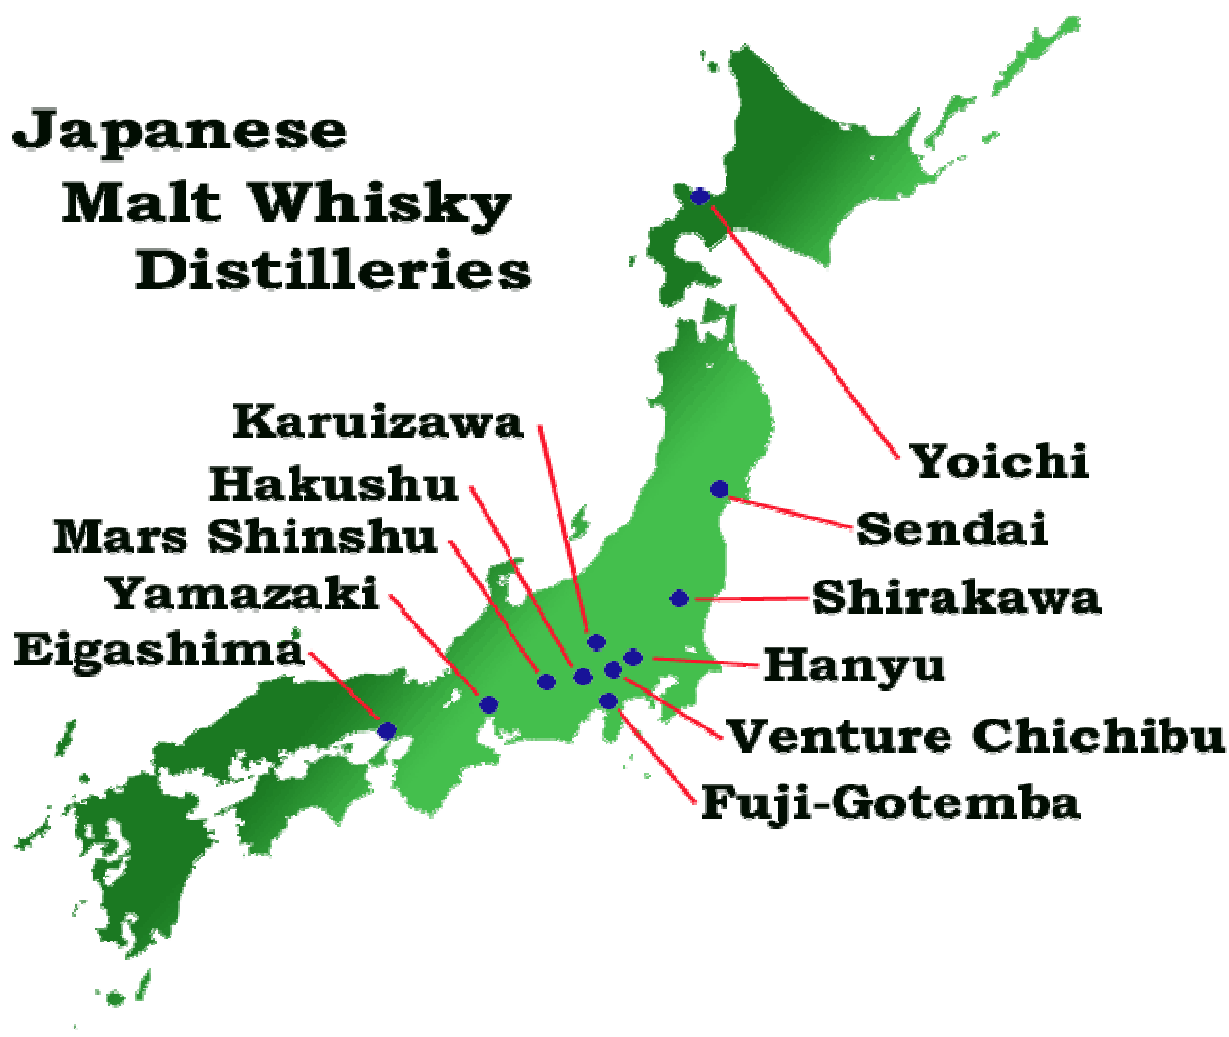 Japanese
Malt Whisky
Distilleries
Karuizawa
Hakushu
Mars Shinshu
Yamazaki
Eigashima
Yoichi
Sendai
Shirakawa
Hanyu
Venture Chichibu
Fuji-Gotemba